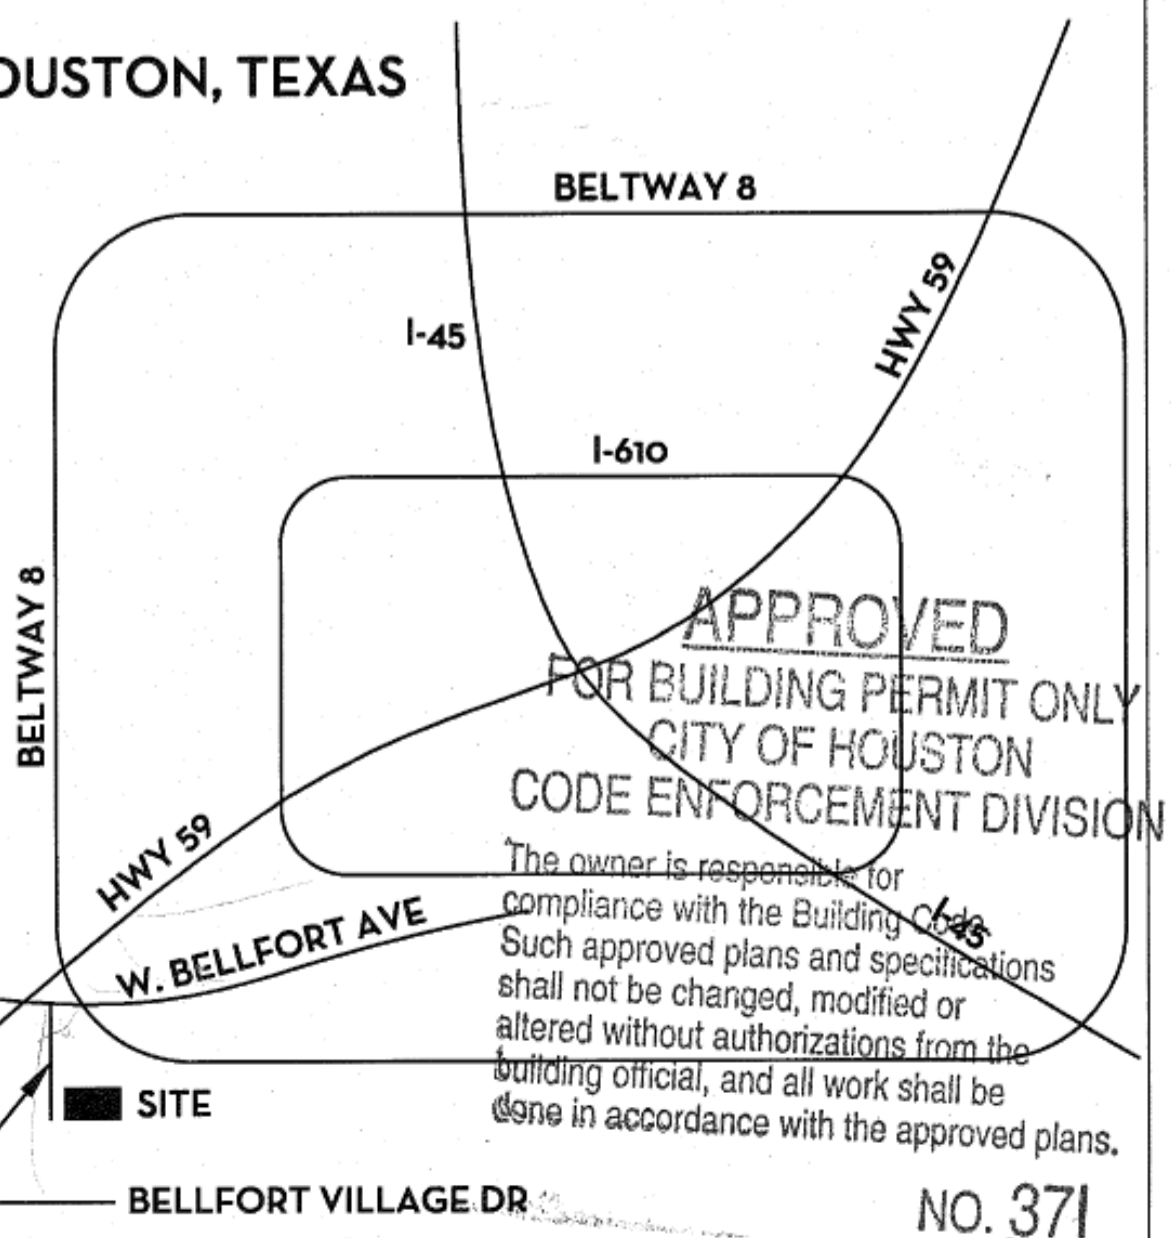 OUSTON, TEXAS
BELTWAY 8
HWY 59
I-45
I-610
BELTWAY 8
APPROVED
FOR BUILDING PERMIT ONLY
CITY OF HOUSTON
CODE ENFORCEMENT DIVISION
HWY 59
The owner is responsible for
compliance with the Building Code
I-45
W. BELLFORT AVE
Such approved plans and specifications
shall not be changed, modified or
altered without authorizations from the
building official, and all work shall be
SITE
done in accordance with the approved plans.
BELLFORT VILLAGE DR
NO. 371